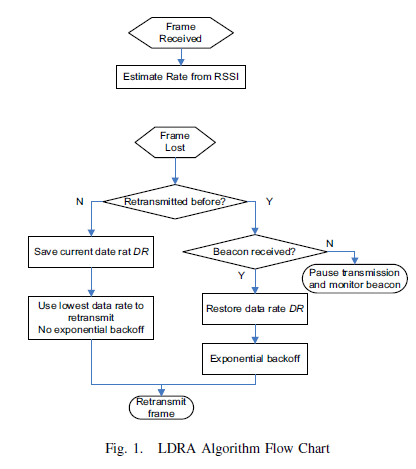 Frame
Received
Estimate Rate from RSSI
Frame
Lost
Retransmitted before?
N
Y
Save current date rat DR
Beacon received?
N
Y
Pause transmission
and monitor beacon
Use lowest data rate to
retransmit
No exponential backoff
Restore data rate DR
Exponential backoff
Retransmit
frame
Fig. 1. LDRA Algorithm Flow Chart